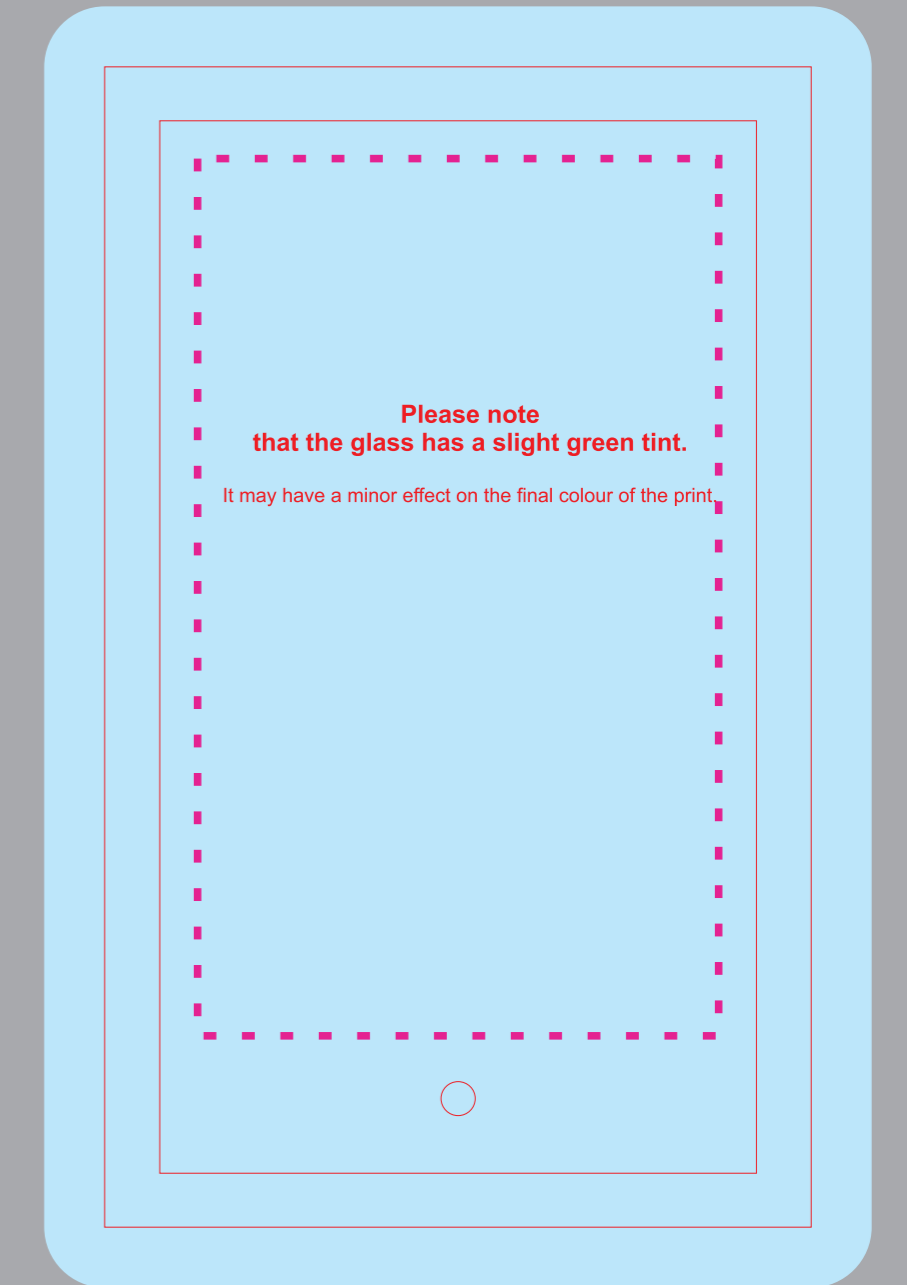 Please note
that the glass has a slight green tint.
It may have a minor effect on the final colour of the print.